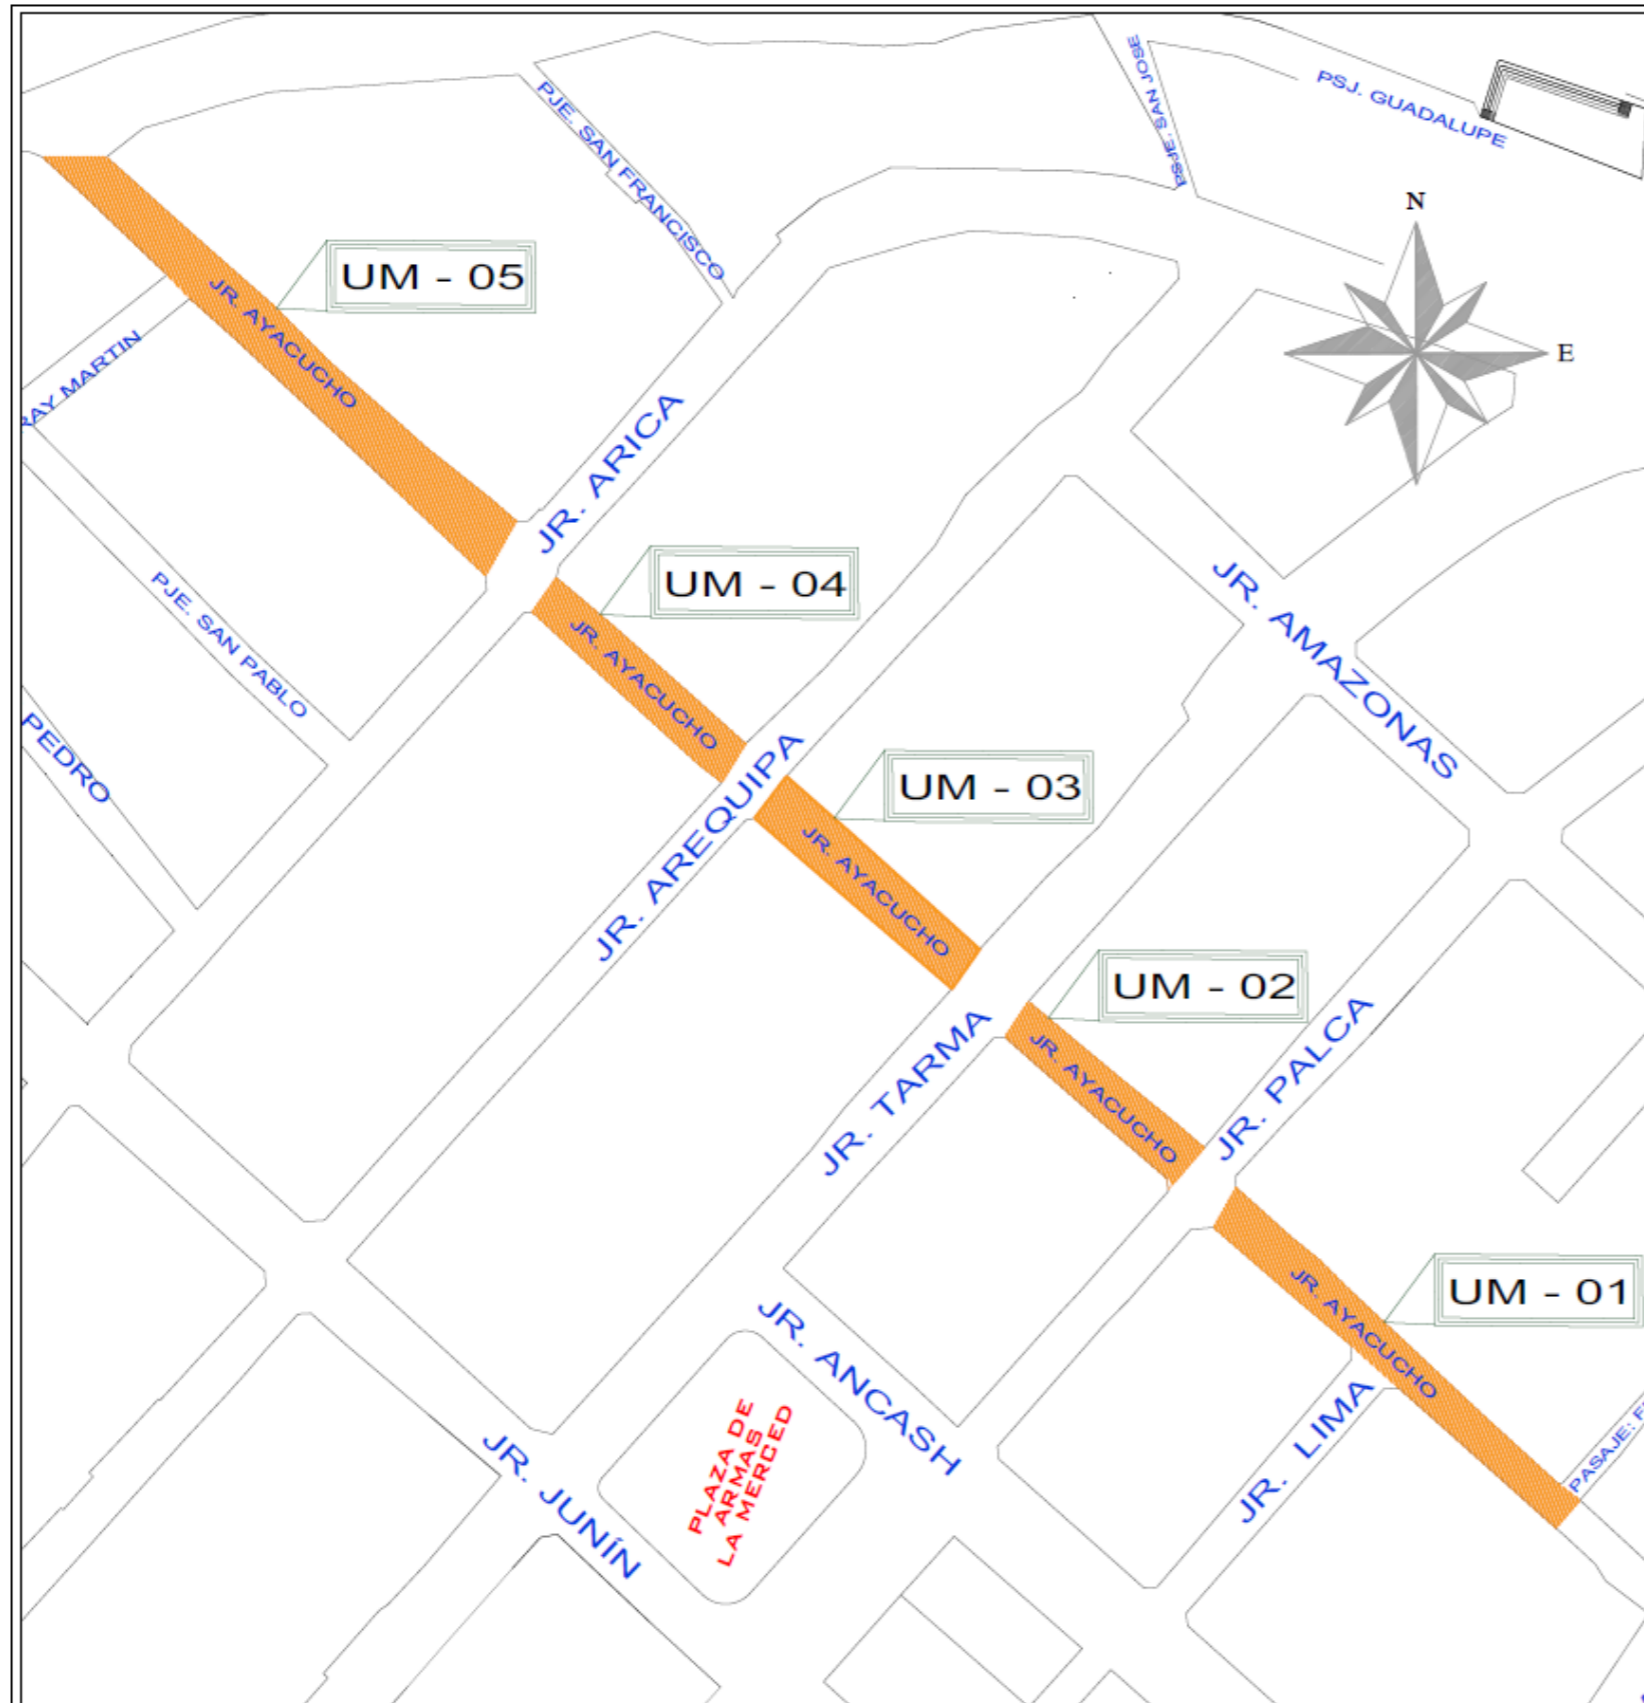 PJE. SAN FRANCISCO
PSJE. SAN JOSE
PSJ. GUADALUPE
N
E
UM - 05
JR. AYACUCHO
MARTIN
JR. ARICA
UM - 04
JR. AYACUCHO
PJE. SAN PABLO
JR. AMAZONAS
PEDRO
JR. AREQUIPA
UM - 03
JR. AYACUCHO
UM - 02
JR. AYACUCHO
JR. TARMA
JR. PALCA
UM - 01
JR. AYACUCHO
JR. ANCASH
JR. LIMA
PASAJE:
PLAZA DE
ARMAS
LA MERCED
JR. JUNÍN